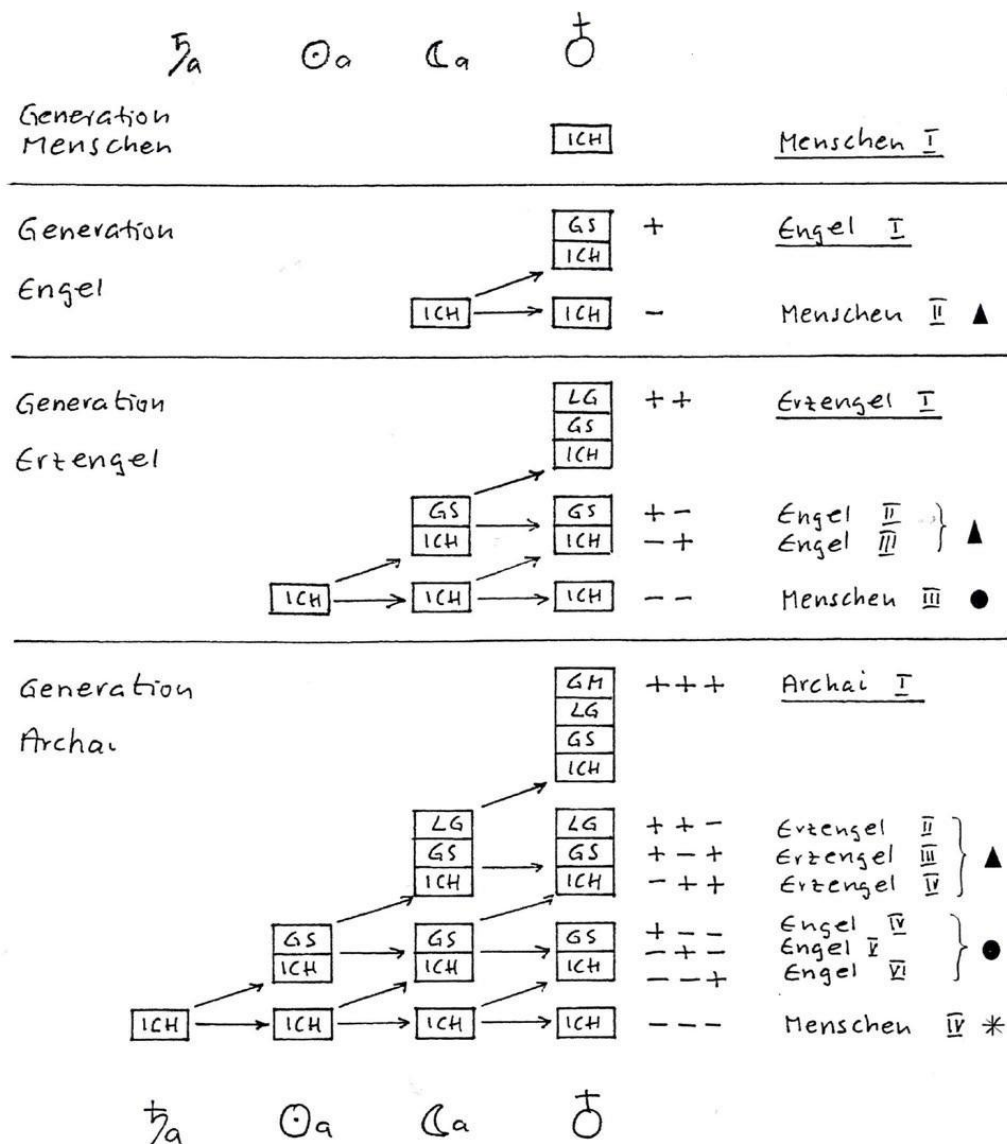 ♄a ☉a ☾a ♁
Generation
Menschen ICH Menschen I
Generation GS + Engel I
ICH
Engel
ICH ICH − Menschen II ▲
Generation LG ++ Erzengel I
GS
Erzengel ICH
GS GS +− Engel II
ICH ICH −+ Engel III } ▲
ICH ICH ICH −− Menschen III ●
Generation GM +++ Archai I
LG
Archai GS
ICH
LG LG ++− Erzengel II
GS GS +−+ Erzengel III } ▲
ICH ICH −++ Erzengel IV
GS GS GS +−− Engel IV
−+− Engel V } ●
ICH ICH ICH −−+ Engel VI
ICH ICH ICH ICH −−− Menschen IV *
♄a ☉a ☾a ♁